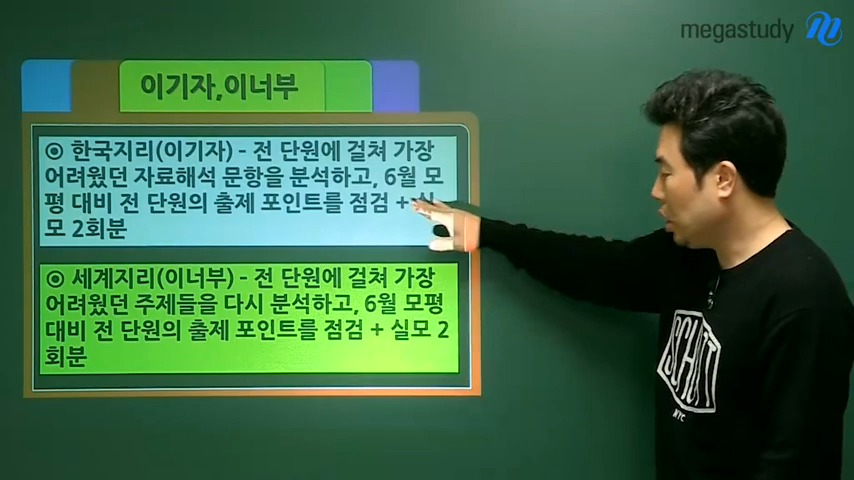 megastudy
이기자,이너부
◎ 한국지리(이기자) - 전 단원에 걸쳐 가장
어려웠던 자료해석 문항을 분석하고, 6월 모
평 대비 전 단원의 출제 포인트를 점검 + 실
모 2회분
◎ 세계지리(이너부) - 전 단원에 걸쳐 가장
어려웠던 주제들을 다시 분석하고, 6월 모평
대비 전 단원의 출제 포인트를 점검 + 실모 2
회분
SCHOTT
NYC